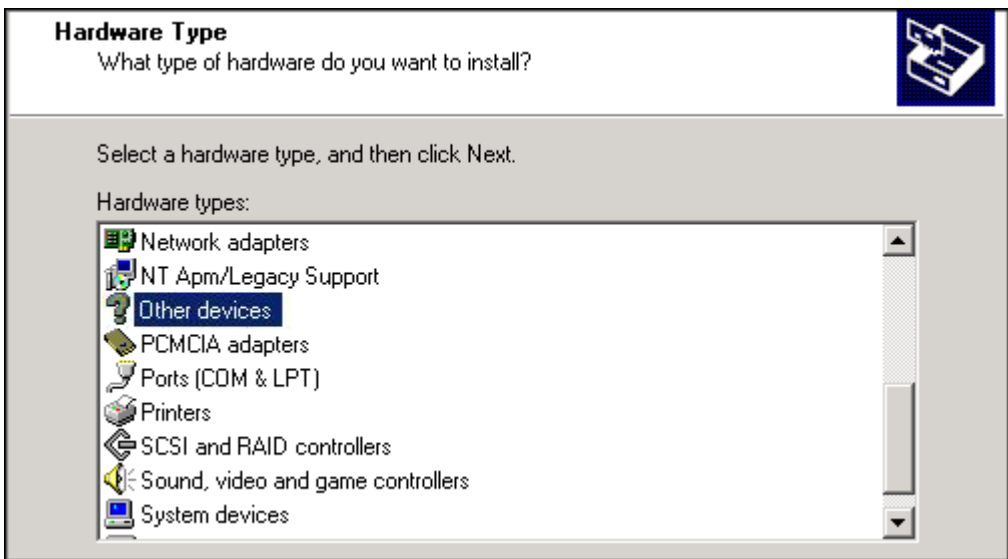 Hardware Type
What type of hardware do you want to install?
Select a hardware type, and then click Next.
Hardware types:
Network adapters
NT Apm/Legacy Support
Other devices
PCMCIA adapters
Ports (COM & LPT)
Printers
SCSI and RAID controllers
Sound, video and game controllers
System devices